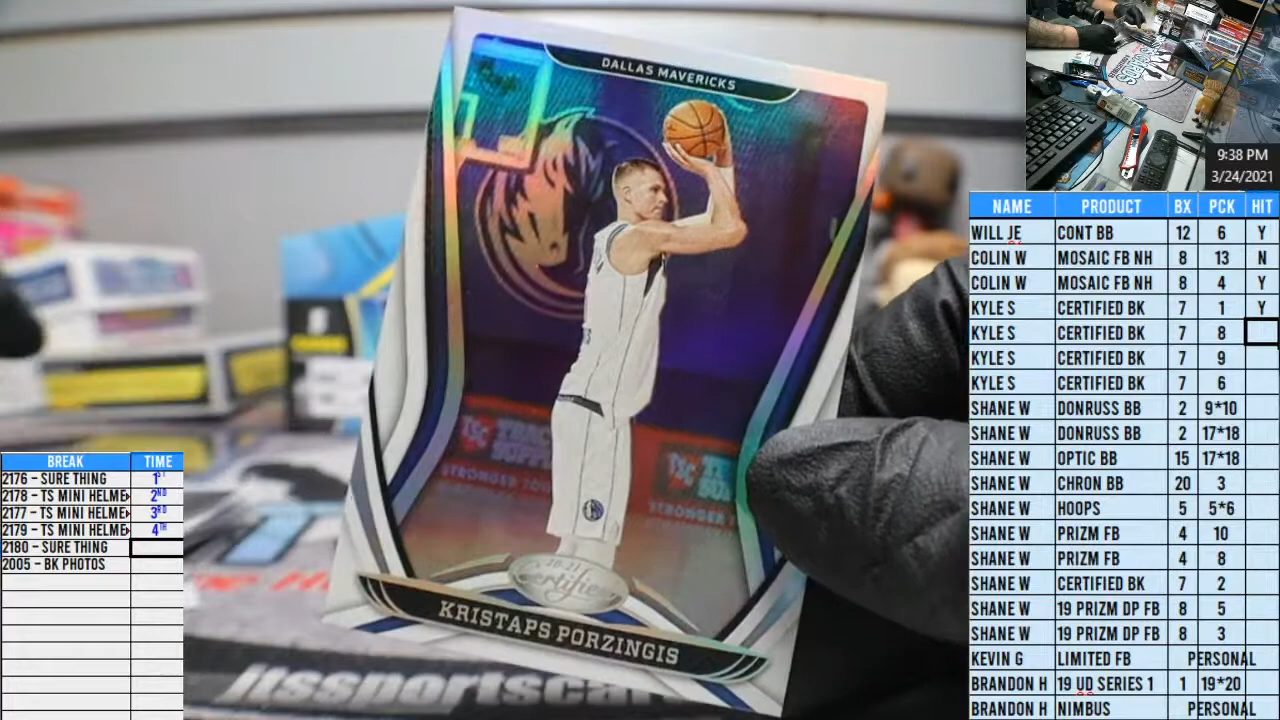 DALLAS MAVERICKS
20-21
certified
KRISTAPS PORZINGIS
9:38 PM
3/24/2021
NAME PRODUCT BX PCK HIT
WILL JE CONT BB 12 6 Y
COLIN W MOSAIC FB NH 8 13 N
COLIN W MOSAIC FB NH 8 4 Y
KYLE S CERTIFIED BK 7 1 Y
KYLE S CERTIFIED BK 7 8
KYLE S CERTIFIED BK 7 9
KYLE S CERTIFIED BK 7 6
SHANE W DONRUSS BB 2 9*10
SHANE W DONRUSS BB 2 17*18
SHANE W OPTIC BB 15 17*18
SHANE W CHRON BB 20 3
SHANE W HOOPS 5 5*6
SHANE W PRIZM FB 4 10
SHANE W PRIZM FB 4 8
SHANE W CERTIFIED BK 7 2
SHANE W 19 PRIZM DP FB 8 5
SHANE W 19 PRIZM DP FB 8 3
KEVIN G LIMITED FB PERSONAL
BRANDON H 19 UD SERIES 1 1 19*20
BRANDON H NIMBUS PERSONAL
BREAK TIME
2176 – SURE THING 1ST
2178 – TS MINI HELME 2ND
2177 – TS MINI HELME 3RD
2179 – TS MINI HELME 4TH
2180 – SURE THING
2005 – BK PHOTOS
itssportscar